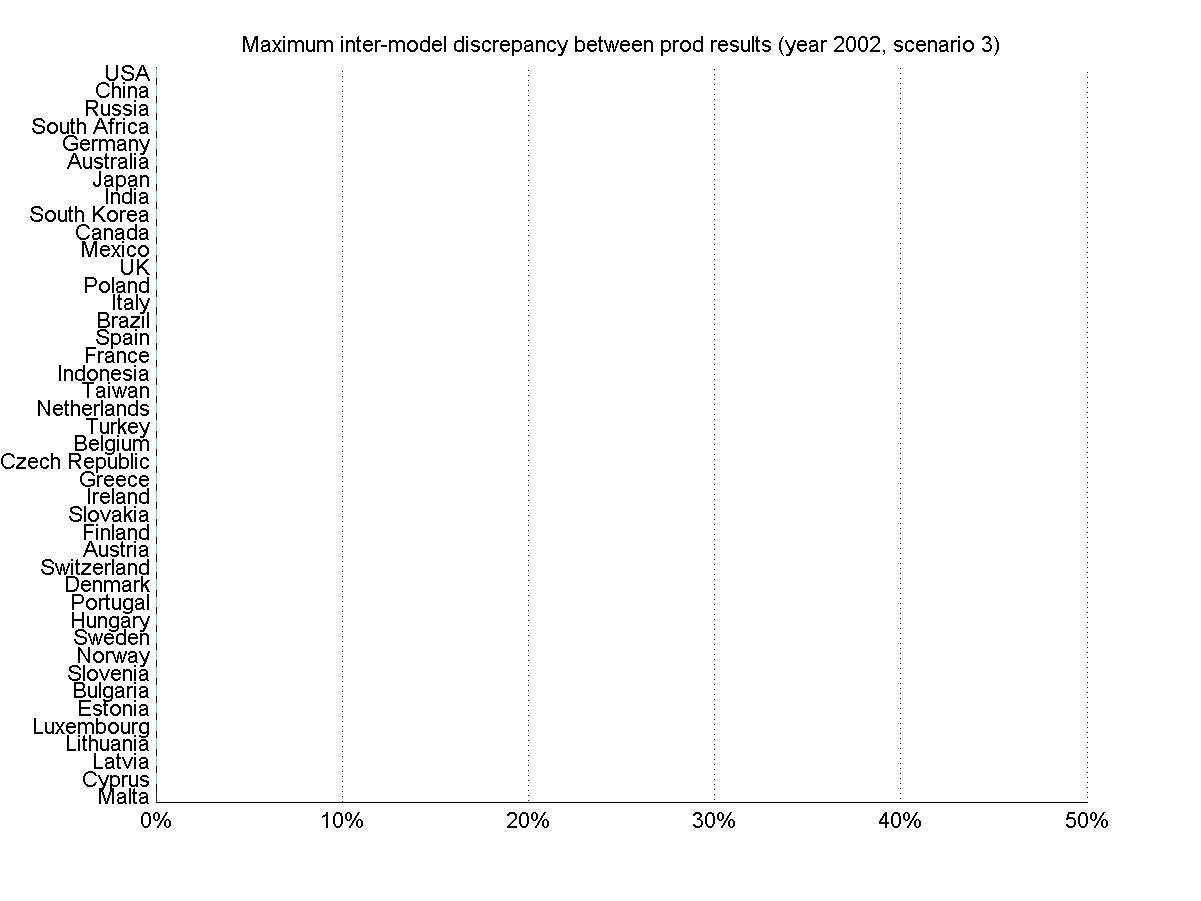 Maximum inter-model discrepancy between prod results (year 2002, scenario 3)
USA
China
Russia
South Africa
Germany
Australia
Japan
India
South Korea
Canada
Mexico
UK
Poland
Italy
Brazil
Spain
France
Indonesia
Taiwan
Netherlands
Turkey
Belgium
Czech Republic
Greece
Ireland
Slovakia
Finland
Austria
Switzerland
Denmark
Portugal
Hungary
Sweden
Norway
Slovenia
Bulgaria
Estonia
Luxembourg
Lithuania
Latvia
Cyprus
Malta
0% 10% 20% 30% 40% 50%